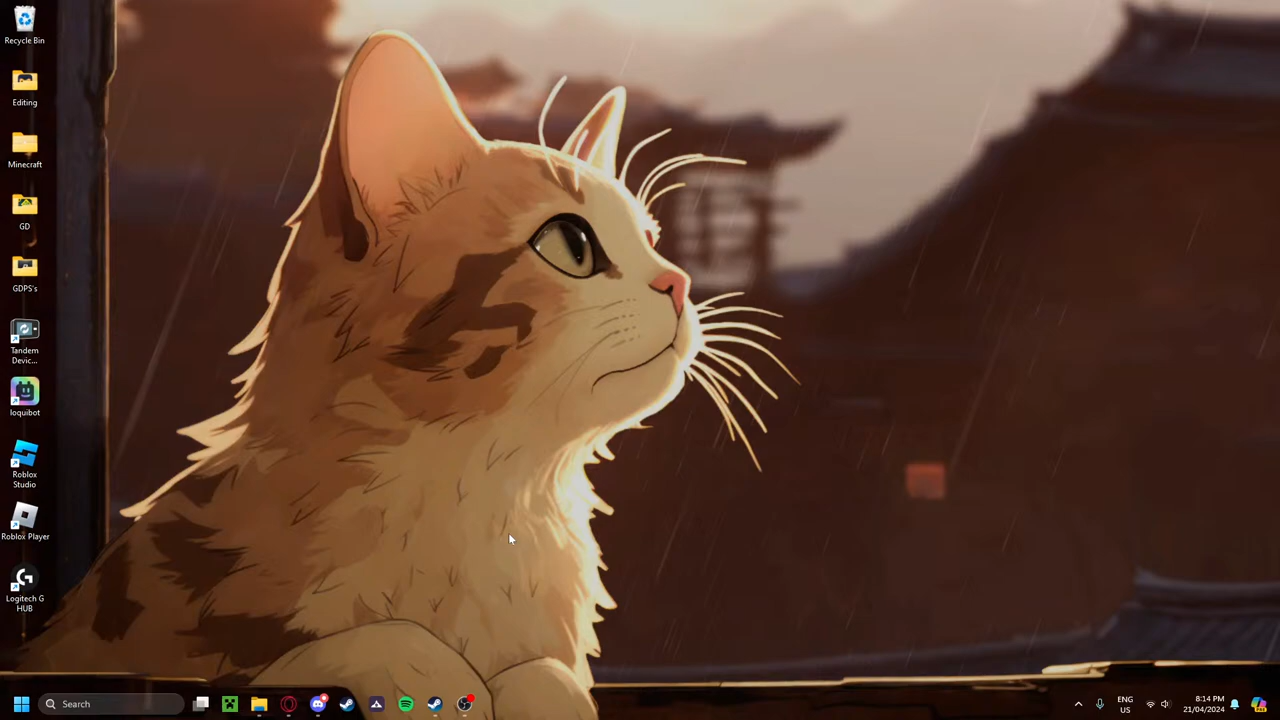 Recycle Bin
Editing
Minecraft
GD
GDPS's
Tandem
Devic...
loquibot
Roblox
Studio
Roblox Player
Logitech G
HUB
Search
ENG
US
8:14 PM
21/04/2024